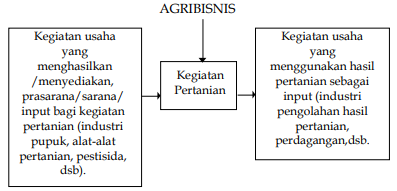 AGRIBISNIS
Kegiatan usaha
yang
menghasilkan
/menyediakan,
prasarana/sarana/
input bagi kegiatan
pertanian (industri
pupuk, alat-alat
pertanian, pestisida,
dsb).
Kegiatan
Pertanian
Kegiatan usaha
yang
menggunakan hasil
pertanian sebagai
input (industri
pengolahan hasil
pertanian,
perdagangan,dsb.